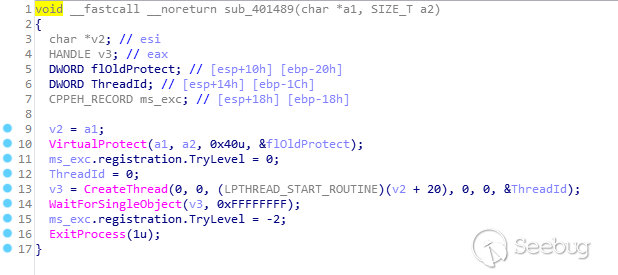 1 void __fastcall __noreturn sub_401489(char *a1, SIZE_T a2)
2 {
3 char *v2; // esi
4 HANDLE v3; // eax
5 DWORD flOldProtect; // [esp+10h] [ebp-20h]
6 DWORD ThreadId; // [esp+14h] [ebp-1Ch]
7 CPPEH_RECORD ms_exc; // [esp+18h] [ebp-18h]
8
9 v2 = a1;
10 VirtualProtect(a1, a2, 0x40u, &flOldProtect);
11 ms_exc.registration.TryLevel = 0;
12 ThreadId = 0;
13 v3 = CreateThread(0, 0, (LPTHREAD_START_ROUTINE)(v2 + 20), 0, 0, &ThreadId);
14 WaitForSingleObject(v3, 0xFFFFFFFF);
15 ms_exc.registration.TryLevel = -2;
16 ExitProcess(1u);
17 }
Seebug